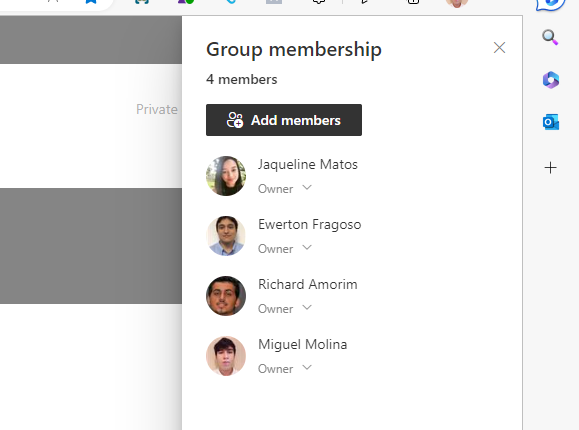 Group membership
4 members
Private
Add members
Jaqueline Matos
Owner
Ewerton Fragoso
Owner
Richard Amorim
Owner
Miguel Molina
Owner